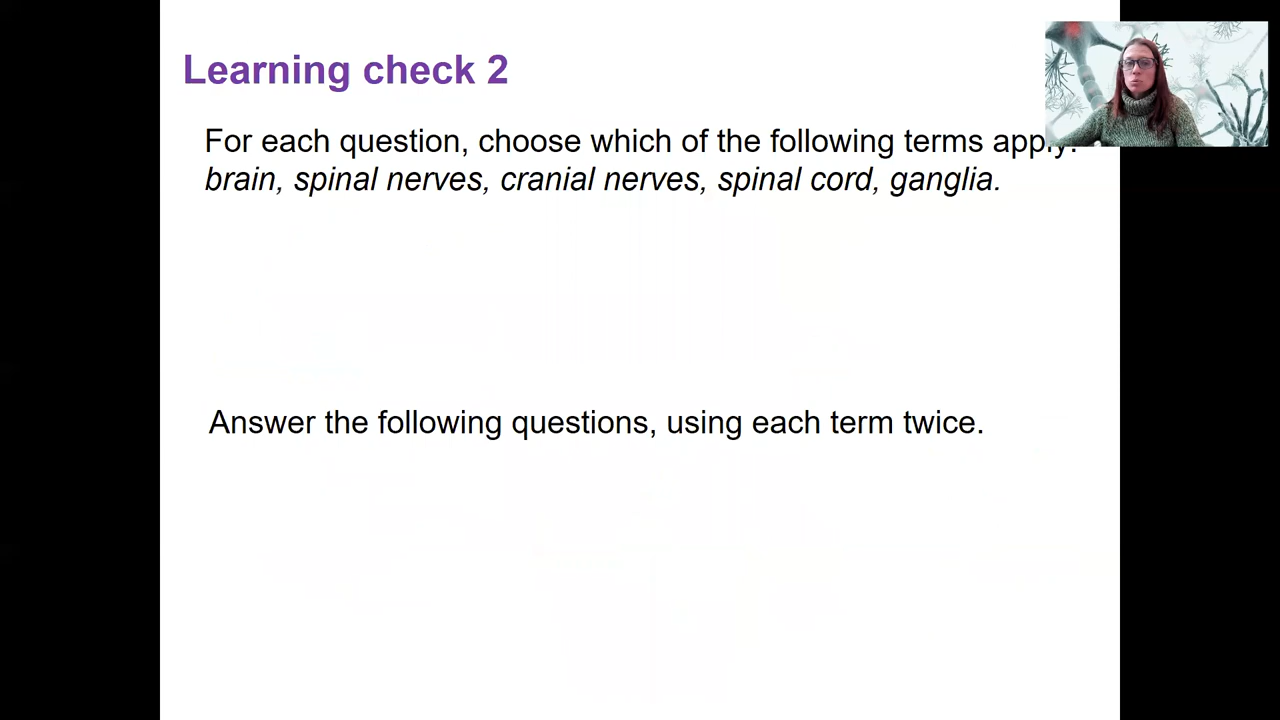 Learning check 2
For each question, choose which of the following terms apply:
brain, spinal nerves, cranial nerves, spinal cord, ganglia.
Answer the following questions, using each term twice.